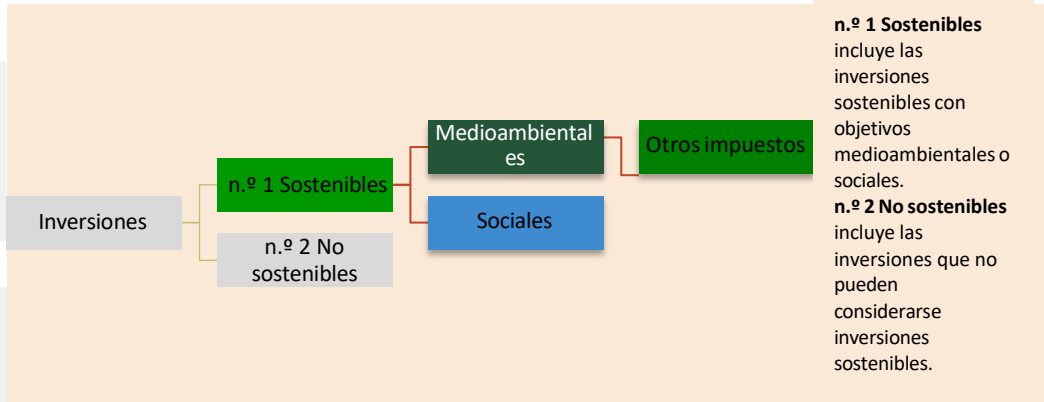 Inversiones
n.º 1 Sostenibles
n.º 2 No
sostenibles
Medioambiental
es
Sociales
Otros impuestos
n.º 1 Sostenibles
incluye las
inversiones
sostenibles con
objetivos
medioambientales o
sociales.
n.º 2 No sostenibles
incluye las
inversiones que no
pueden
considerarse
inversiones
sostenibles.